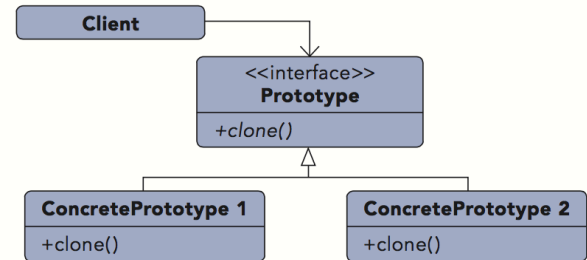 Client
<<interface>>
Prototype
+clone()
ConcretePrototype 1
+clone()
ConcretePrototype 2
+clone()